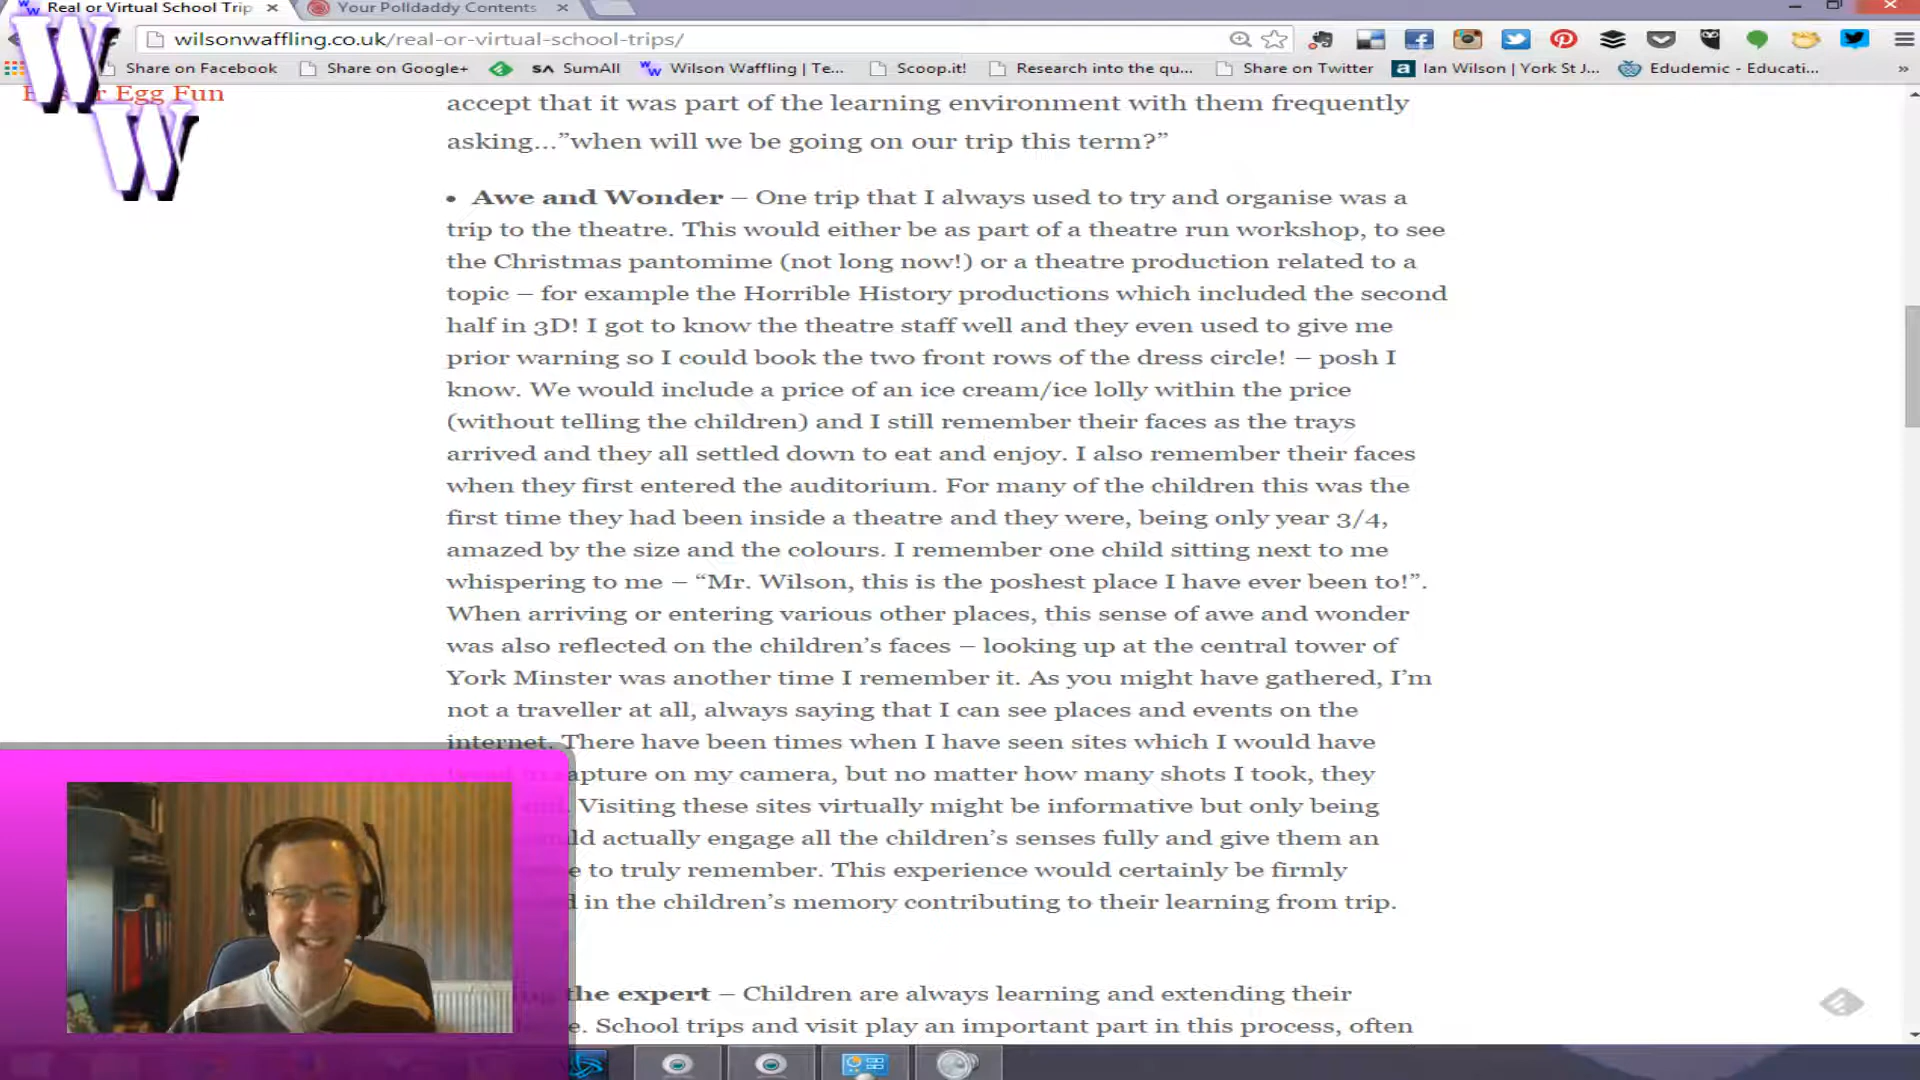 Real or Virtual School Trip
Your Polldaddy Contents
wilsonwaffling.co.uk/real-or-virtual-school-trips/
Share on Facebook Share on Google+ SumAll Wilson Waffling | Te... Scoop.it! Research into the qu... Share on Twitter Ian Wilson | York St J... Edudemic - Educati... »
W
W
r Egg Fun
accept that it was part of the learning environment with them frequently
asking...”when will we be going on our trip this term?”
• Awe and Wonder – One trip that I always used to try and organise was a
trip to the theatre. This would either be as part of a theatre run workshop, to see
the Christmas pantomime (not long now!) or a theatre production related to a
topic – for example the Horrible History productions which included the second
half in 3D! I got to know the theatre staff well and they even used to give me
prior warning so I could book the two front rows of the dress circle! – posh I
know. We would include a price of an ice cream/ice lolly within the price
(without telling the children) and I still remember their faces as the trays
arrived and they all settled down to eat and enjoy. I also remember their faces
when they first entered the auditorium. For many of the children this was the
first time they had been inside a theatre and they were, being only year 3/4,
amazed by the size and the colours. I remember one child sitting next to me
whispering to me – “Mr. Wilson, this is the poshest place I have ever been to!”.
When arriving or entering various other places, this sense of awe and wonder
was also reflected on the children’s faces – looking up at the central tower of
York Minster was another time I remember it. As you might have gathered, I’m
not a traveller at all, always saying that I can see places and events on the
internet. There have been times when I have seen sites which I would have
apture on my camera, but no matter how many shots I took, they
Visiting these sites virtually might be informative but only being
ld actually engage all the children’s senses fully and give them an
e to truly remember. This experience would certainly be firmly
d in the children’s memory contributing to their learning from trip.
the expert – Children are always learning and extending their
e. School trips and visit play an important part in this process, often